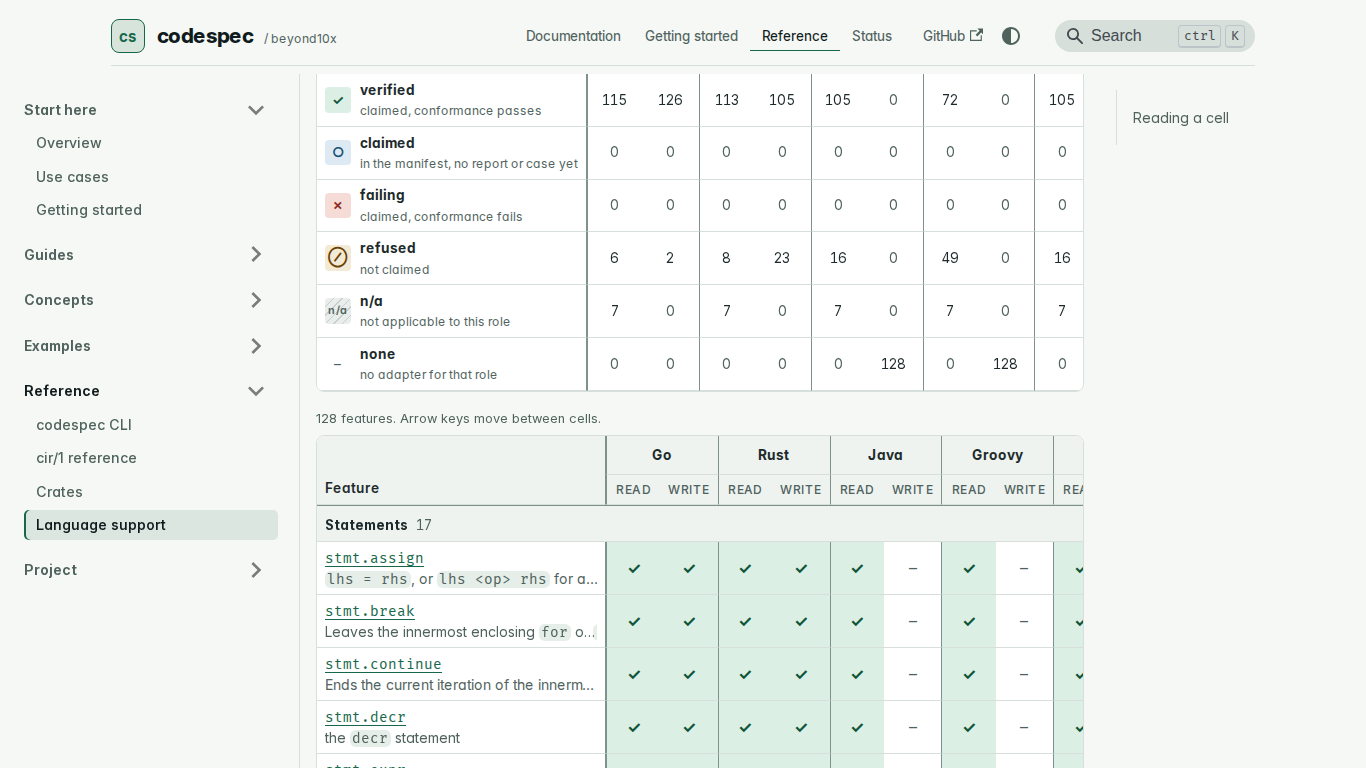 cs codespec / beyond10x Documentation Getting started Reference Status GitHub Search ctrl K
Start here
Overview
Use cases
Getting started
Guides
Concepts
Examples
Reference
codespec CLI
cir/1 reference
Crates
Language support
Project
verified 115 126 113 105 105 0 72 0 105
claimed, conformance passes
claimed 0 0 0 0 0 0 0 0 0
in the manifest, no report or case yet
failing 0 0 0 0 0 0 0 0 0
claimed, conformance fails
refused 6 2 8 23 16 0 49 0 16
not claimed
n/a n/a 7 0 7 0 7 0 7 0 7
not applicable to this role
– none 0 0 0 0 0 128 0 128 0
no adapter for that role
128 features. Arrow keys move between cells.
Go Rust Java Groovy
Feature READ WRITE READ WRITE READ WRITE READ WRITE
Statements 17
stmt.assign
lhs = rhs, or lhs <op> rhs for a…
✓ ✓ ✓ ✓ ✓ – ✓ – ✓
stmt.break
Leaves the innermost enclosing for o…
✓ ✓ ✓ ✓ ✓ – ✓ – ✓
stmt.continue
Ends the current iteration of the innerm…
✓ ✓ ✓ ✓ ✓ – ✓ – ✓
stmt.decr
the decr statement
✓ ✓ ✓ ✓ ✓ – ✓ – ✓
Reading a cell